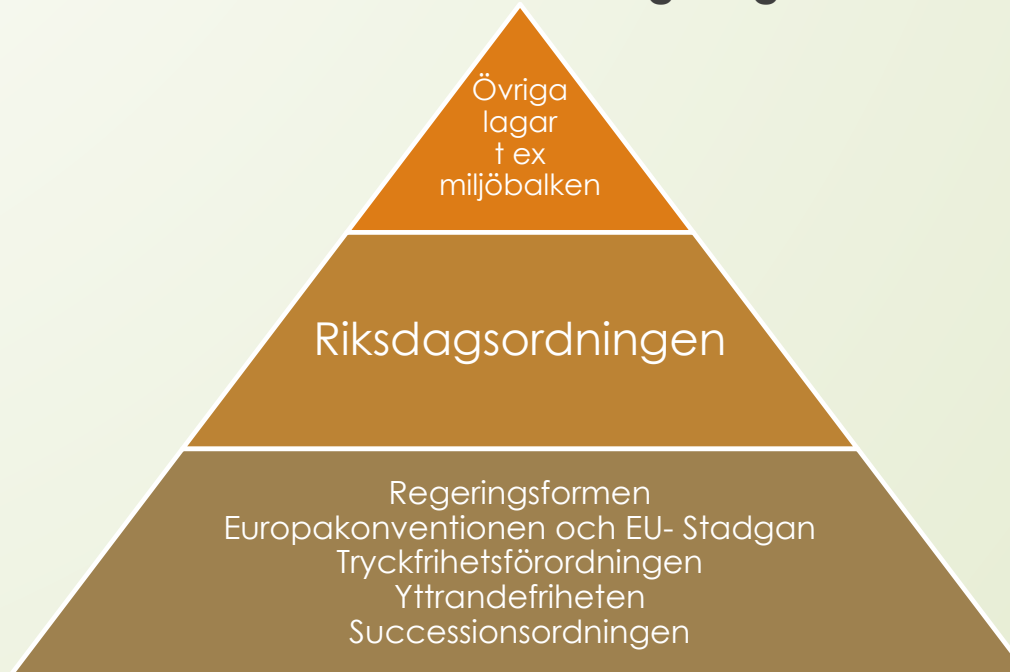 Övriga
lagar
t ex
miljöbalken
Riksdagsordningen
Regeringsformen
Europakonventionen och EU- Stadgan
Tryckfrihetsförordningen
Yttrandefriheten
Successionsordningen